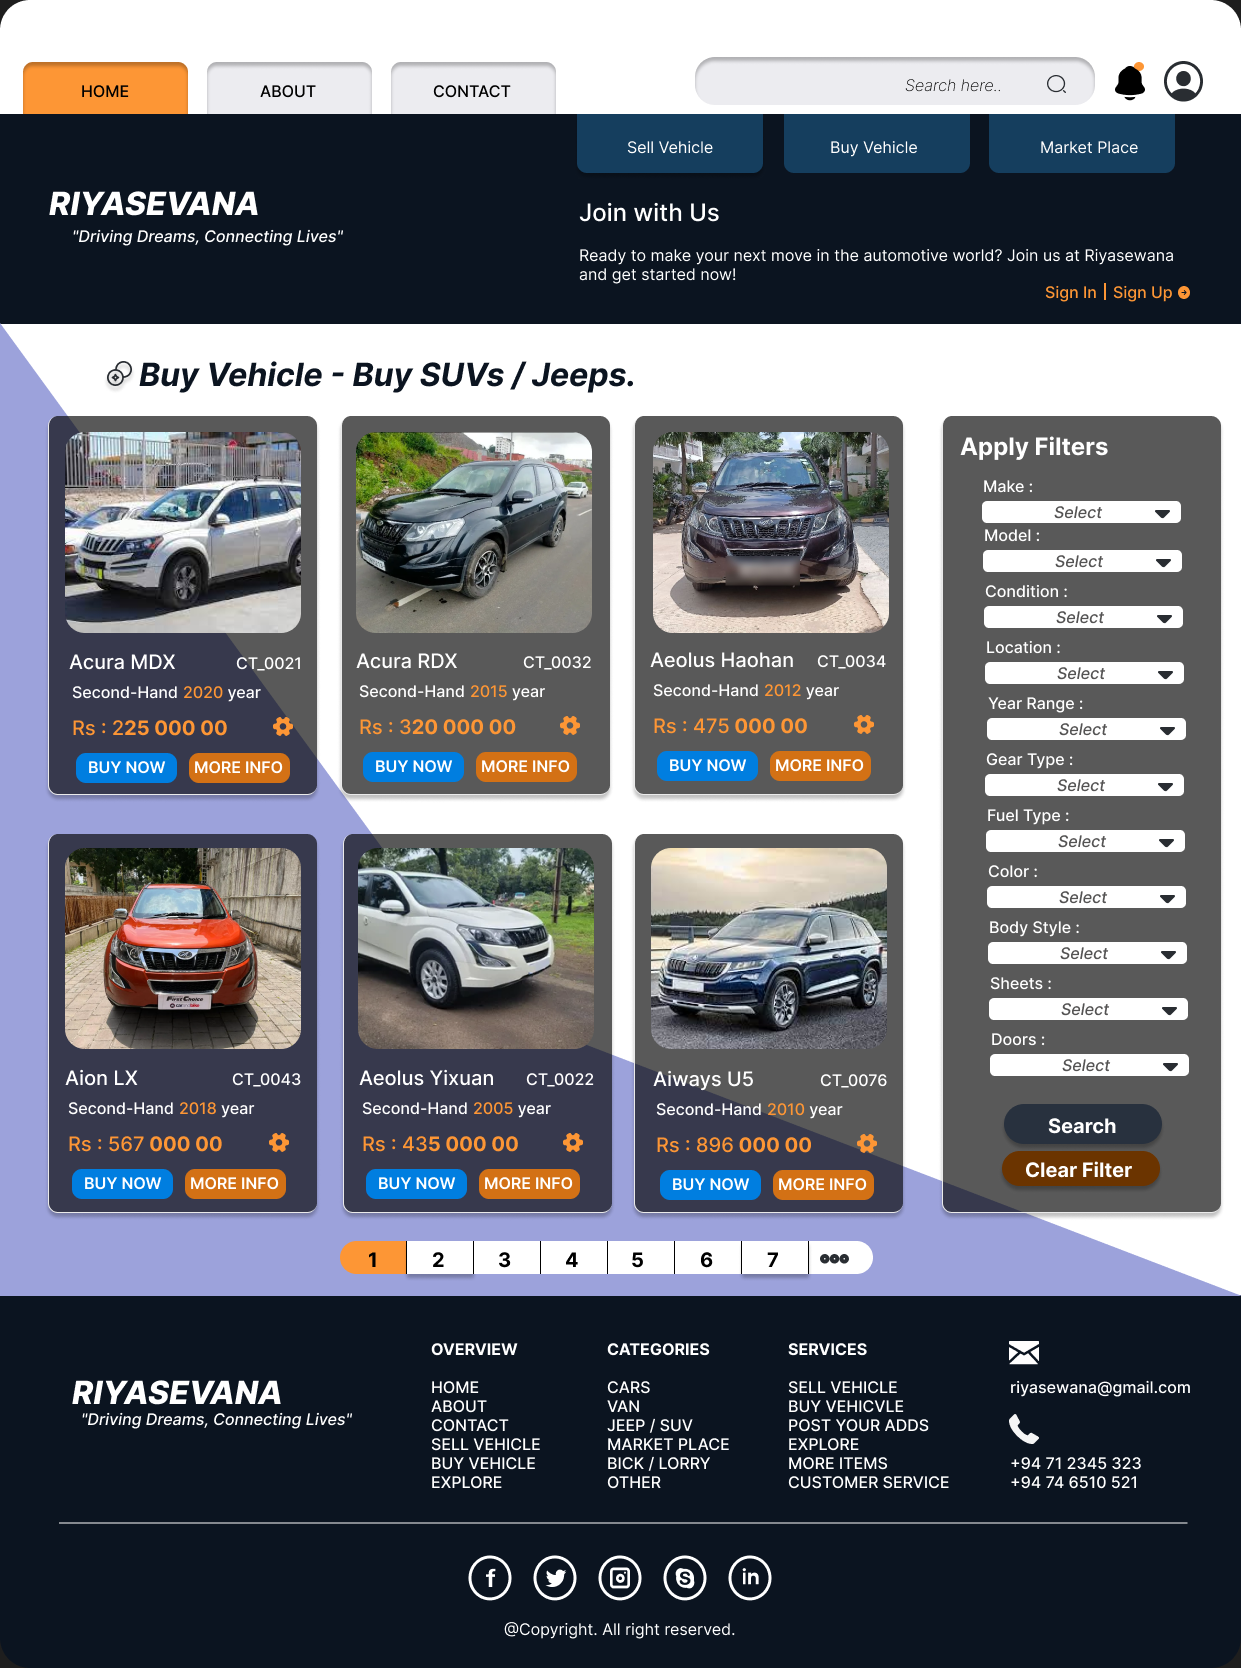 HOME
ABOUT
CONTACT
Search here..
Sell Vehicle
Buy Vehicle
Market Place
RIYASEVANA
"Driving Dreams, Connecting Lives"
Join with Us
Ready to make your next move in the automotive world? Join us at Riyasewana
and get started now!
Sign In | Sign Up
Buy Vehicle - Buy SUVs / Jeeps.
Acura MDX CT_0021
Second-Hand 2020 year
Rs : 225 000 00
BUY NOW MORE INFO
Acura RDX CT_0032
Second-Hand 2015 year
Rs : 320 000 00
BUY NOW MORE INFO
Aeolus Haohan CT_0034
Second-Hand 2012 year
Rs : 475 000 00
BUY NOW MORE INFO
First Choice
Aion LX CT_0043
Second-Hand 2018 year
Rs : 567 000 00
BUY NOW MORE INFO
Aeolus Yixuan CT_0022
Second-Hand 2005 year
Rs : 435 000 00
BUY NOW MORE INFO
Aiways U5 CT_0076
Second-Hand 2010 year
Rs : 896 000 00
BUY NOW MORE INFO
Apply Filters
Make :
Select
Model :
Select
Condition :
Select
Location :
Select
Year Range :
Select
Gear Type :
Select
Fuel Type :
Select
Color :
Select
Body Style :
Select
Sheets :
Select
Doors :
Select
Search
Clear Filter
1 2 3 4 5 6 7
RIYASEVANA
"Driving Dreams, Connecting Lives"
OVERVIEW
HOME
ABOUT
CONTACT
SELL VEHICLE
BUY VEHICLE
EXPLORE
CATEGORIES
CARS
VAN
JEEP / SUV
MARKET PLACE
BICK / LORRY
OTHER
SERVICES
SELL VEHICLE
BUY VEHICVLE
POST YOUR ADDS
EXPLORE
MORE ITEMS
CUSTOMER SERVICE
riyasewana@gmail.com
+94 71 2345 323
+94 74 6510 521
@Copyright. All right reserved.